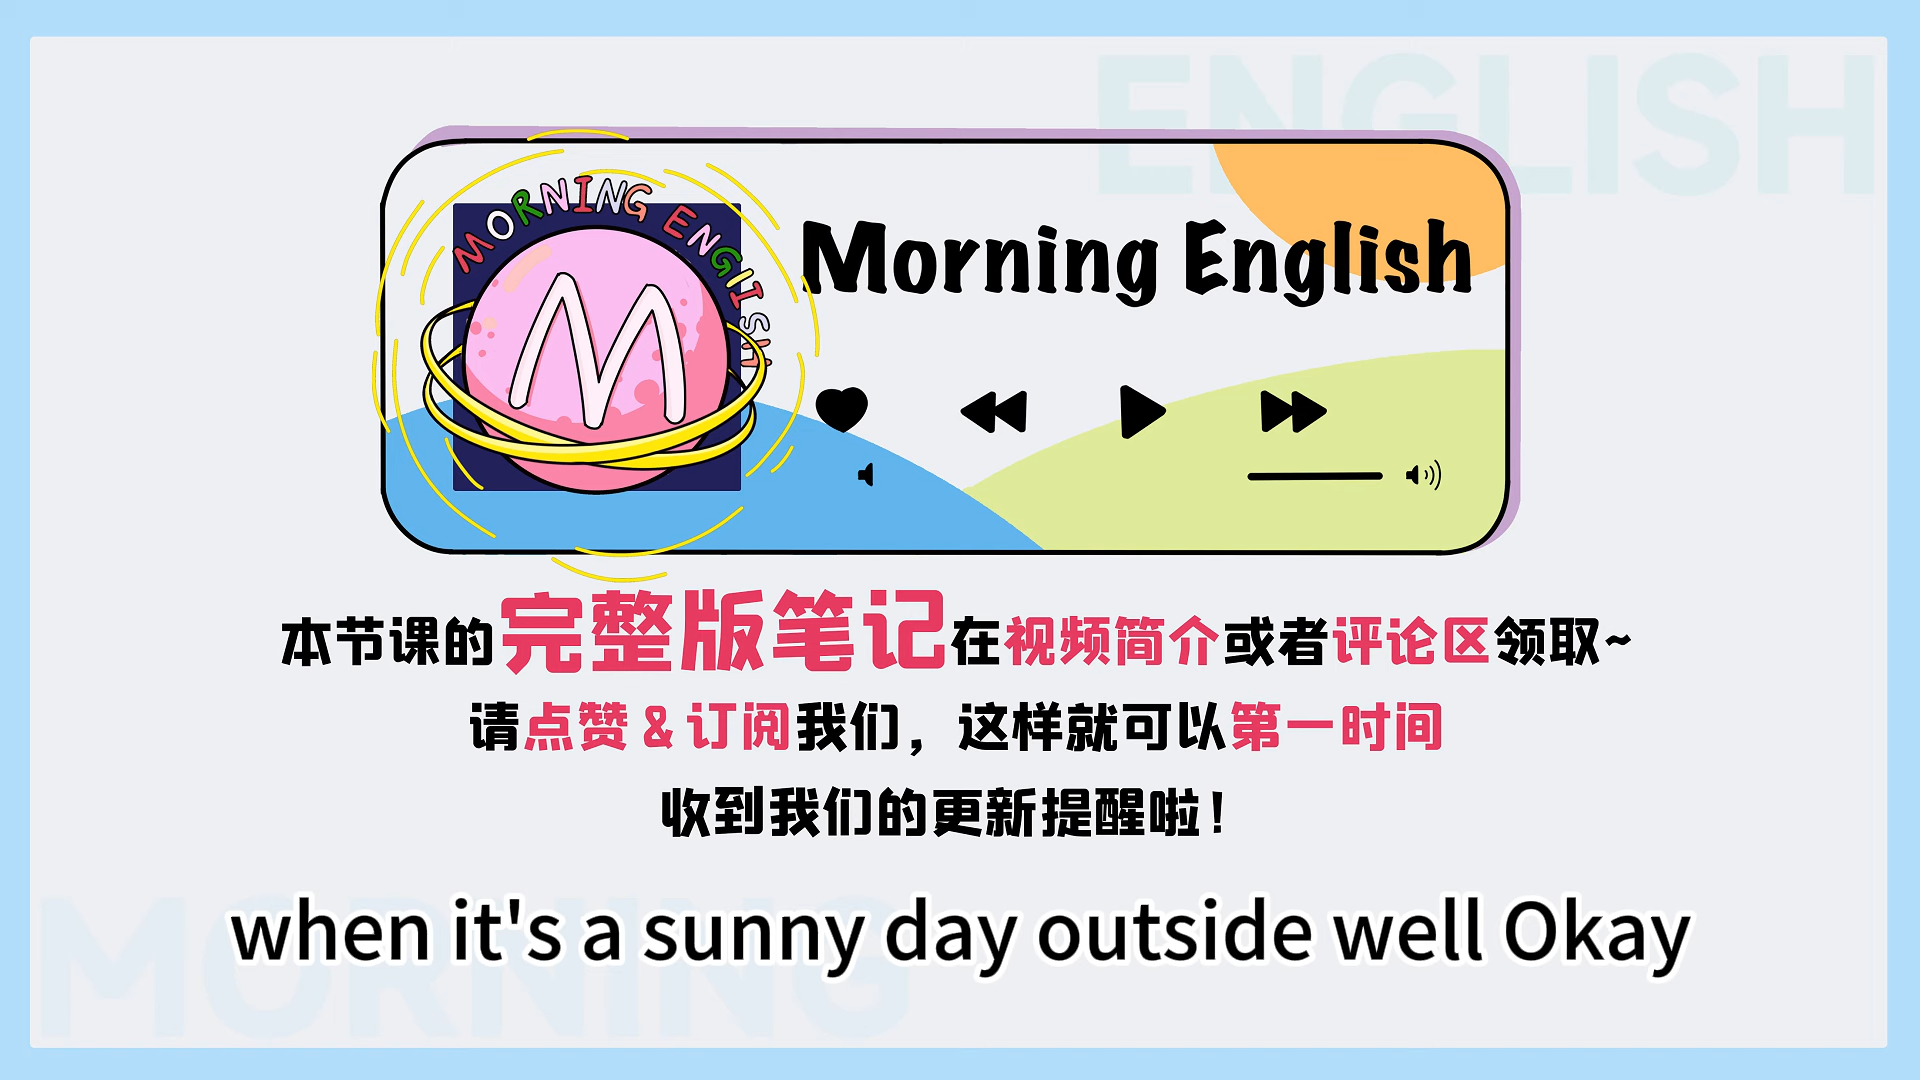 ENGLISH
MORNING ENGLISH
M
Morning English
本节课的完整版笔记在视频简介或者评论区领取~
请点赞&订阅我们，这样就可以第一时间
收到我们的更新提醒啦！
MORNING
when it's a sunny day outside well Okay